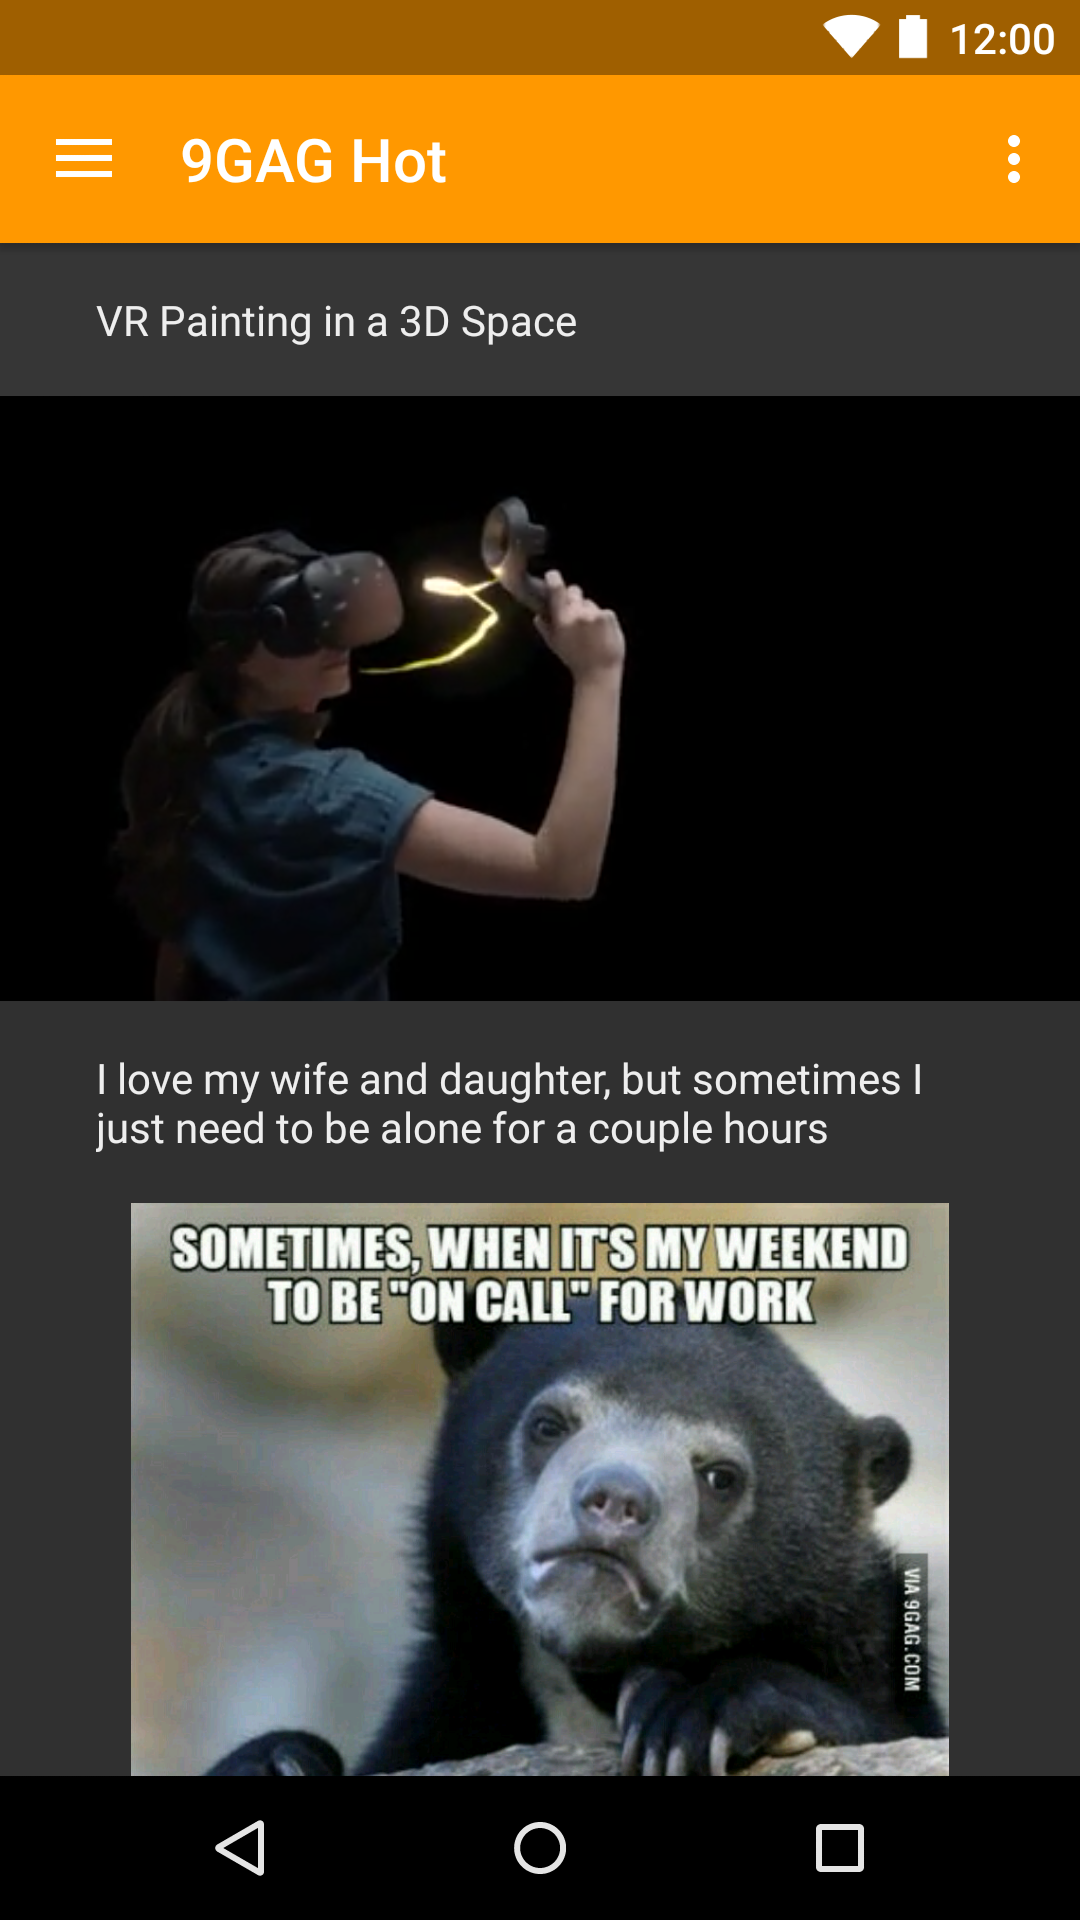 12:00
9GAG Hot
VR Painting in a 3D Space
I love my wife and daughter, but sometimes I
just need to be alone for a couple hours
SOMETIMES, WHEN IT'S MY WEEKEND
TO BE "ON CALL" FOR WORK
VIA 9GAG.COM